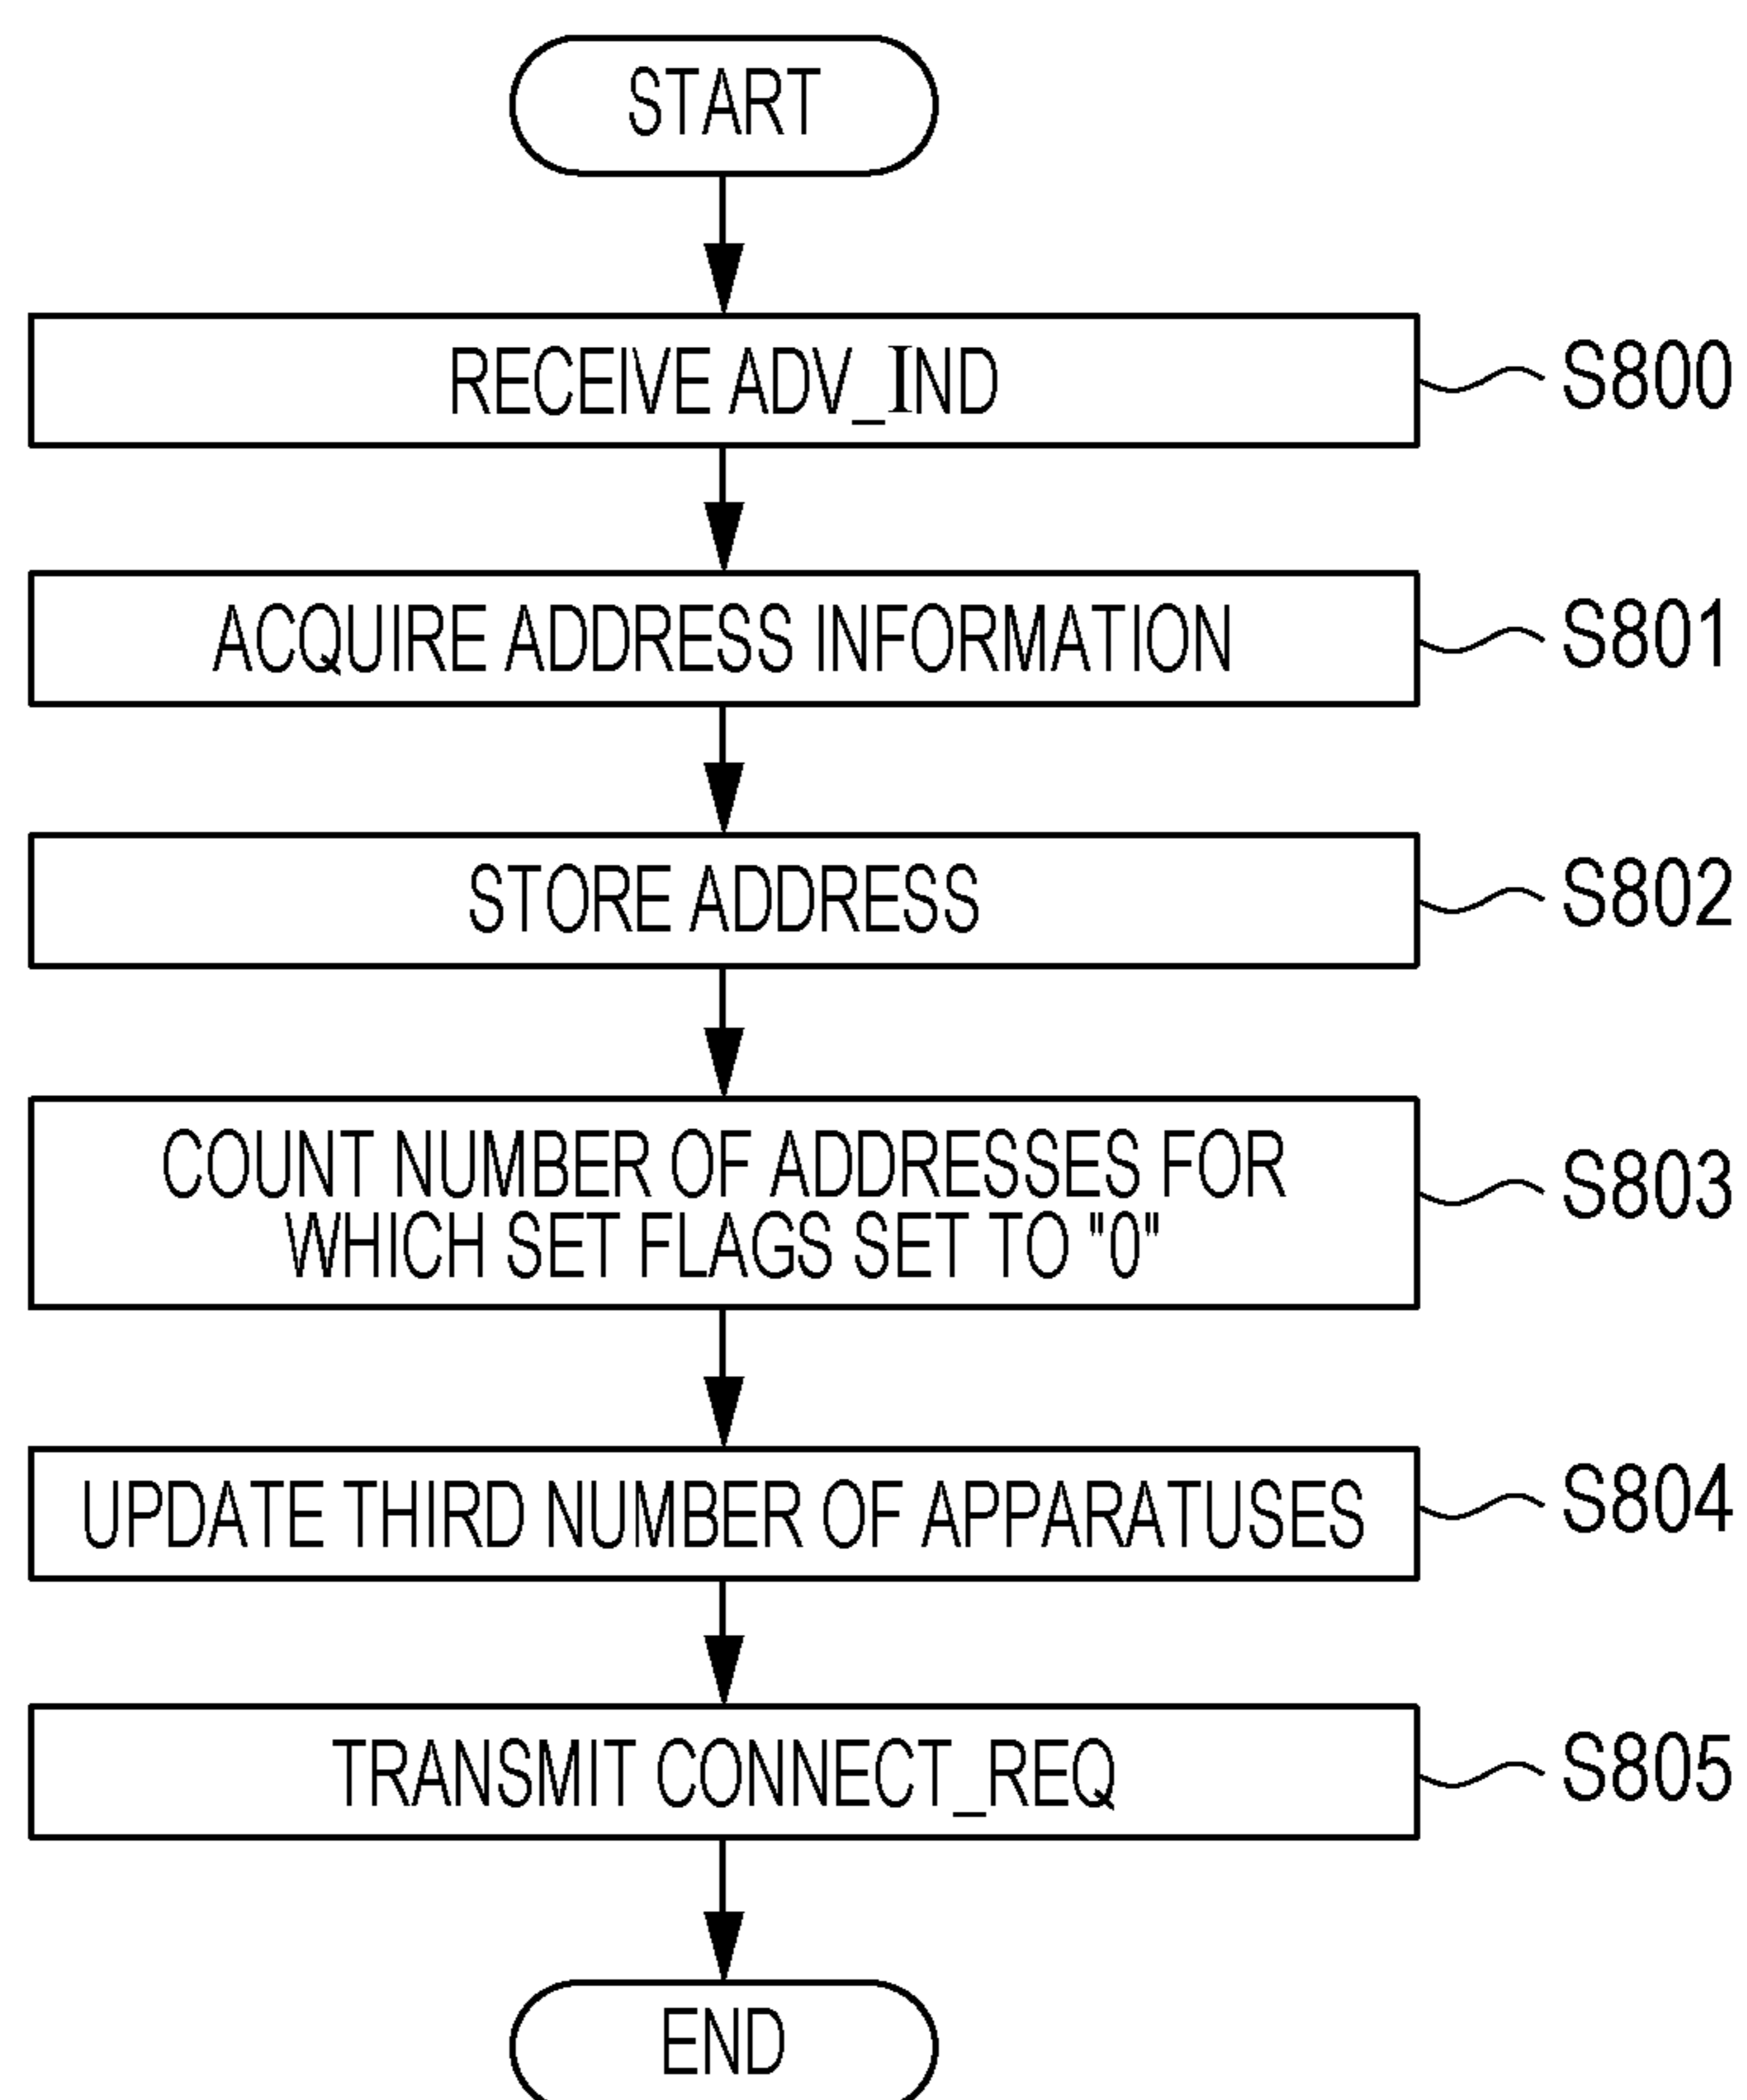 START
RECEIVE ADV_IND
S800
ACQUIRE ADDRESS INFORMATION
S801
STORE ADDRESS
S802
COUNT NUMBER OF ADDRESSES FOR
WHICH SET FLAGS SET TO "0"
S803
UPDATE THIRD NUMBER OF APPARATUSES
S804
TRANSMIT CONNECT_REQ
S805
END